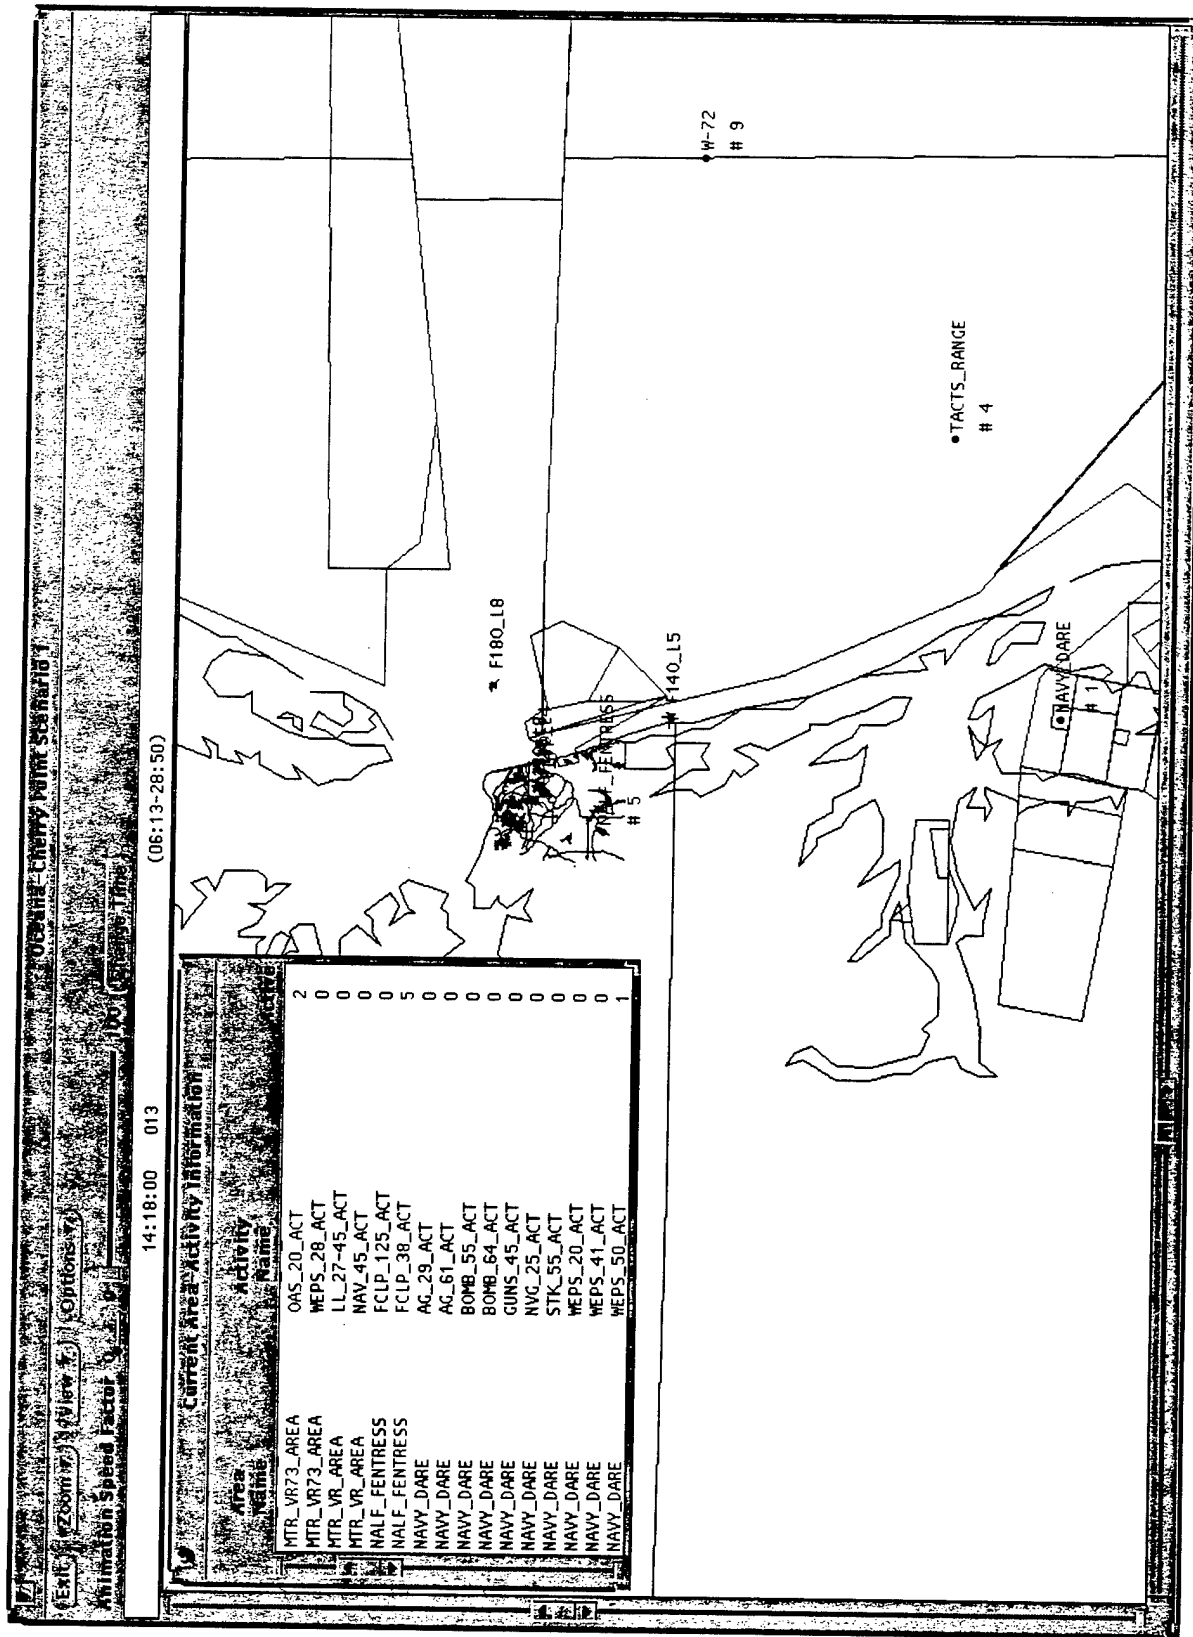 Oceana-Cherry Point Scenario 1
Exit Zoom View Options
Animation Speed Factor 0 100 Change Time
14:18:00 013 (06:13-28:50)
Current Area Activity Information
Area Name Activity Name Active
MTR_VR73_AREA OAS_20_ACT 2
MTR_VR73_AREA WEPS_28_ACT 0
MTR_VR_AREA LL_27-45_ACT 0
MTR_VR_AREA NAV_45_ACT 0
NALF_FENTRESS FCLP_125_ACT 0
NALF_FENTRESS FCLP_38_ACT 5
NAVY_DARE AG_29_ACT 0
NAVY_DARE AG_61_ACT 0
NAVY_DARE BOMB_55_ACT 0
NAVY_DARE BOMB_64_ACT 0
NAVY_DARE GUNS_45_ACT 0
NAVY_DARE NVG_25_ACT 0
NAVY_DARE STK_55_ACT 0
NAVY_DARE WEPS_20_ACT 0
NAVY_DARE WEPS_41_ACT 0
NAVY_DARE WEPS_50_ACT 1
F180_L8
NALF_FENTRESS
# 5
F140_L5
W-72
# 9
TACTS_RANGE
# 4
NAVY_DARE
# 1